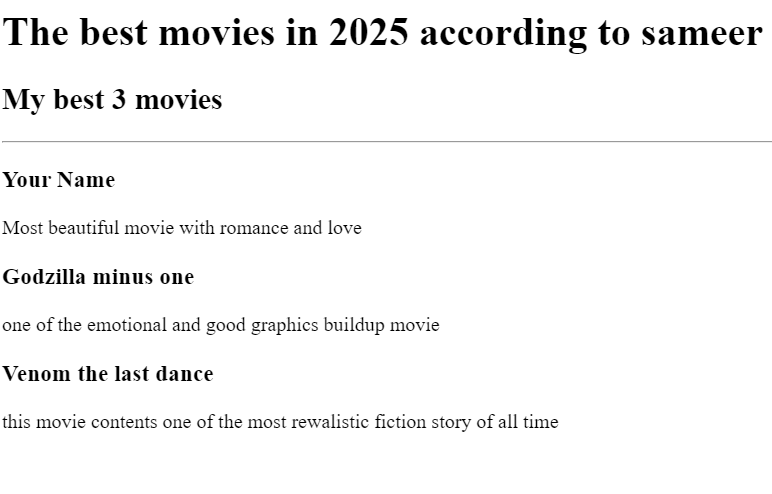 The best movies in 2025 according to sameer
My best 3 movies
Your Name
Most beautiful movie with romance and love
Godzilla minus one
one of the emotional and good graphics buildup movie
Venom the last dance
this movie contents one of the most rewalistic fiction story of all time